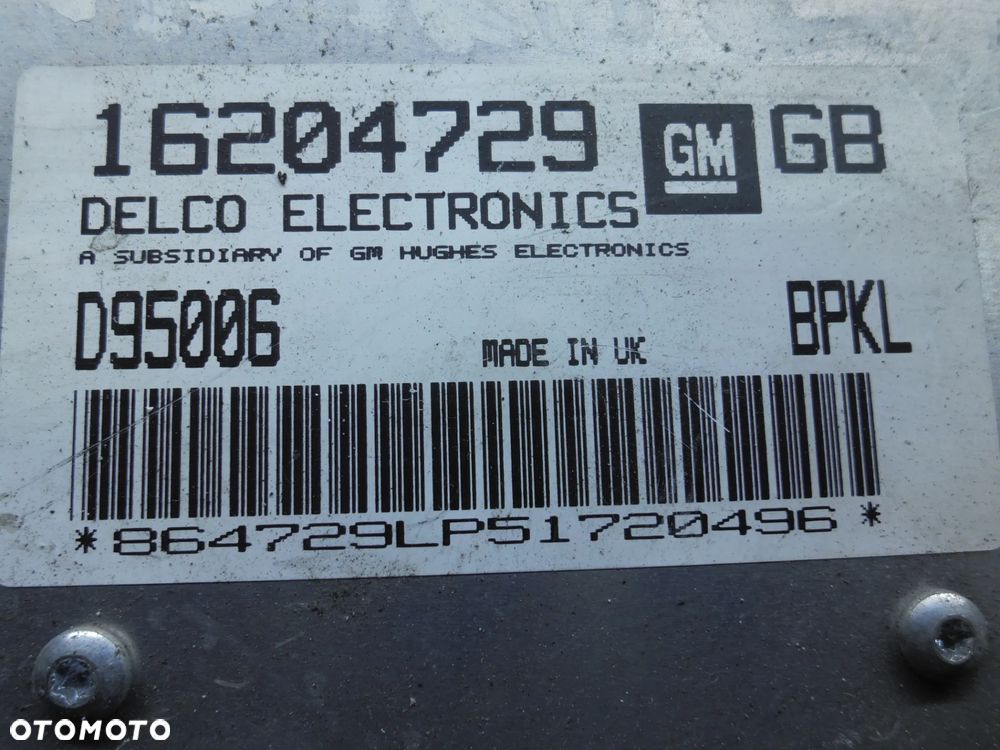 16204729 GM GB
DELCO ELECTRONICS
A SUBSIDIARY OF GM HUGHES ELECTRONICS
D95006 MADE IN UK BPKL
*864729LP51720496*
OTOMOTO